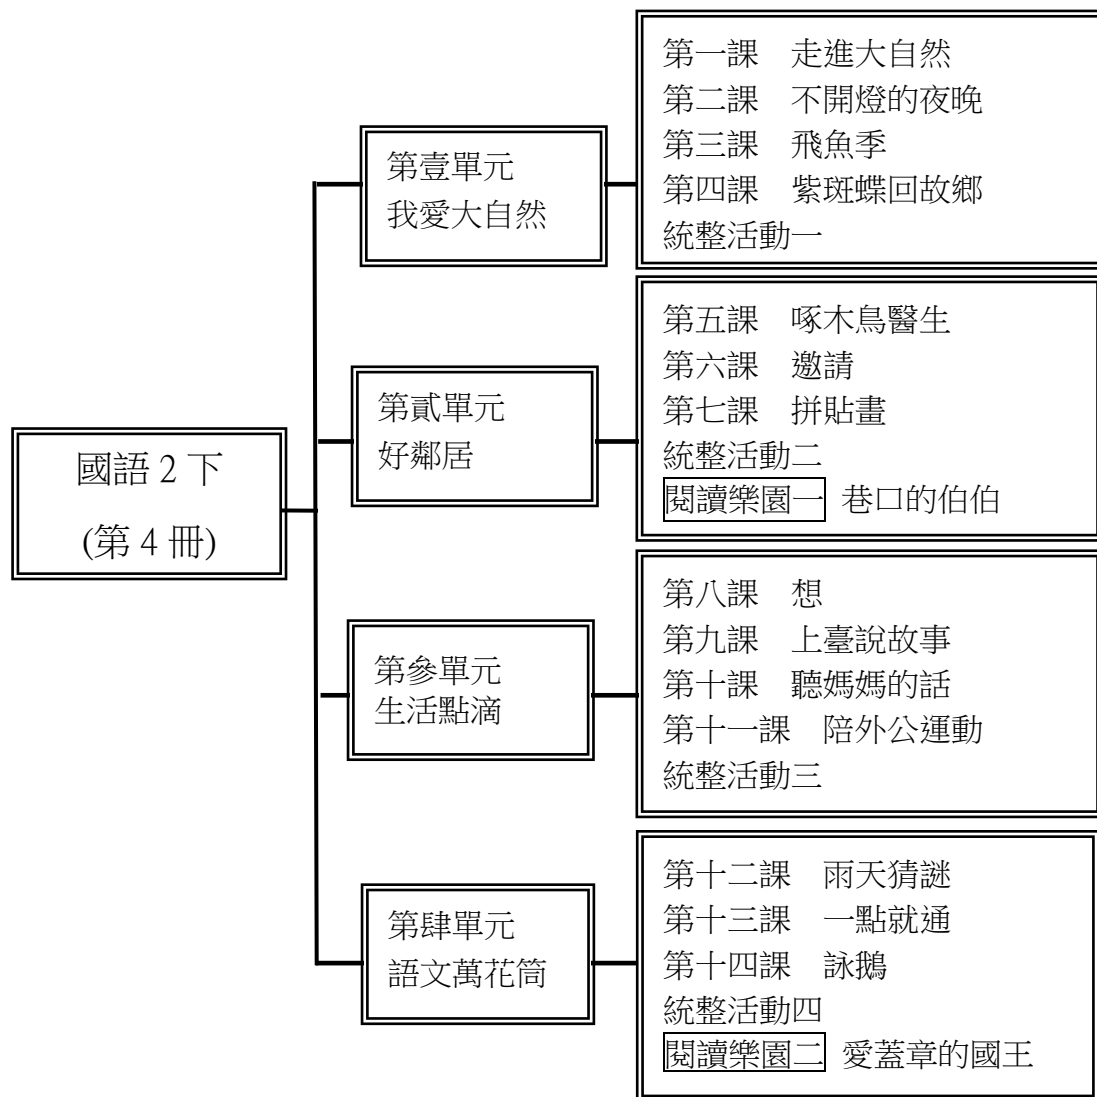 國語 2 下
(第 4 冊)
第壹單元
我愛大自然
第一課　走進大自然
第二課　不開燈的夜晚
第三課　飛魚季
第四課　紫斑蝶回故鄉
統整活動一
第貳單元
好鄰居
第五課　啄木鳥醫生
第六課　邀請
第七課　拼貼畫
統整活動二
閱讀樂園一 巷口的伯伯
第參單元
生活點滴
第八課　想
第九課　上臺說故事
第十課　聽媽媽的話
第十一課　陪外公運動
統整活動三
第肆單元
語文萬花筒
第十二課　雨天猜謎
第十三課　一點就通
第十四課　詠鵝
統整活動四
閱讀樂園二 愛蓋章的國王